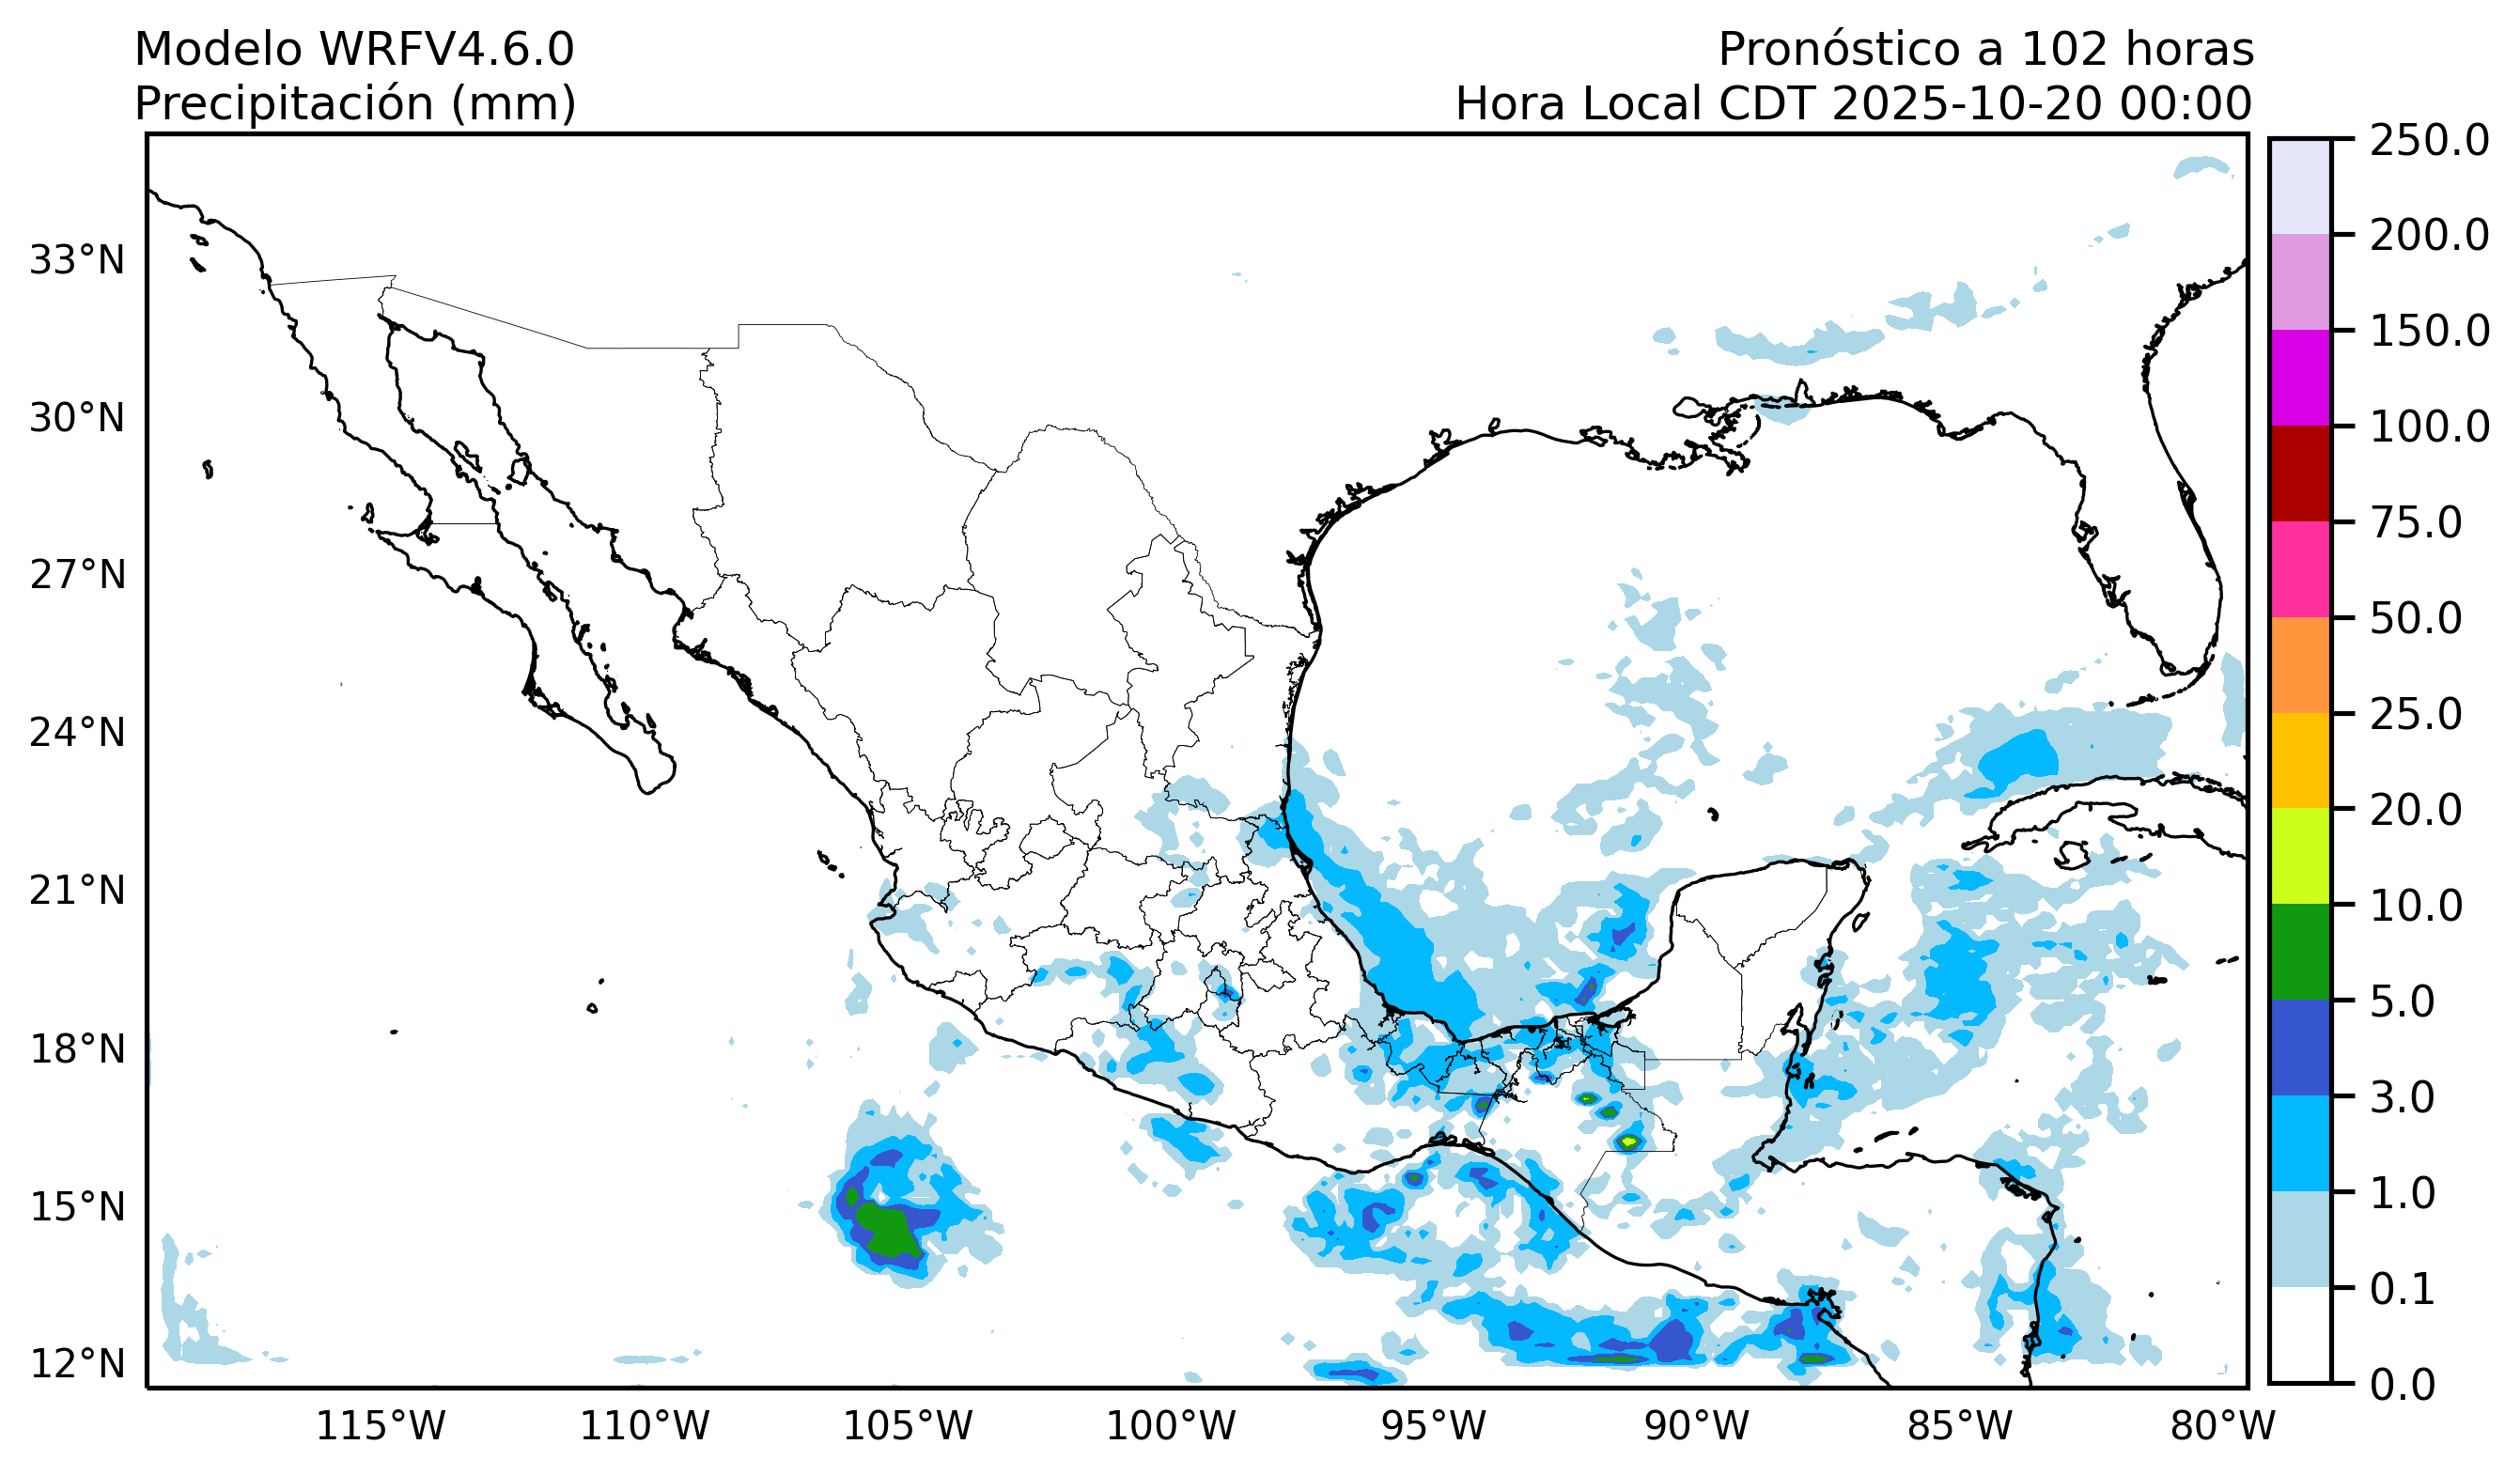 Modelo WRFV4.6.0
Precipitación (mm)
Pronóstico a 102 horas
Hora Local CDT 2025-10-20 00:00
33°N
30°N
27°N
24°N
21°N
18°N
15°N
12°N
115°W
110°W
105°W
100°W
95°W
90°W
85°W
80°W
250.0
200.0
150.0
100.0
75.0
50.0
25.0
20.0
10.0
5.0
3.0
1.0
0.1
0.0